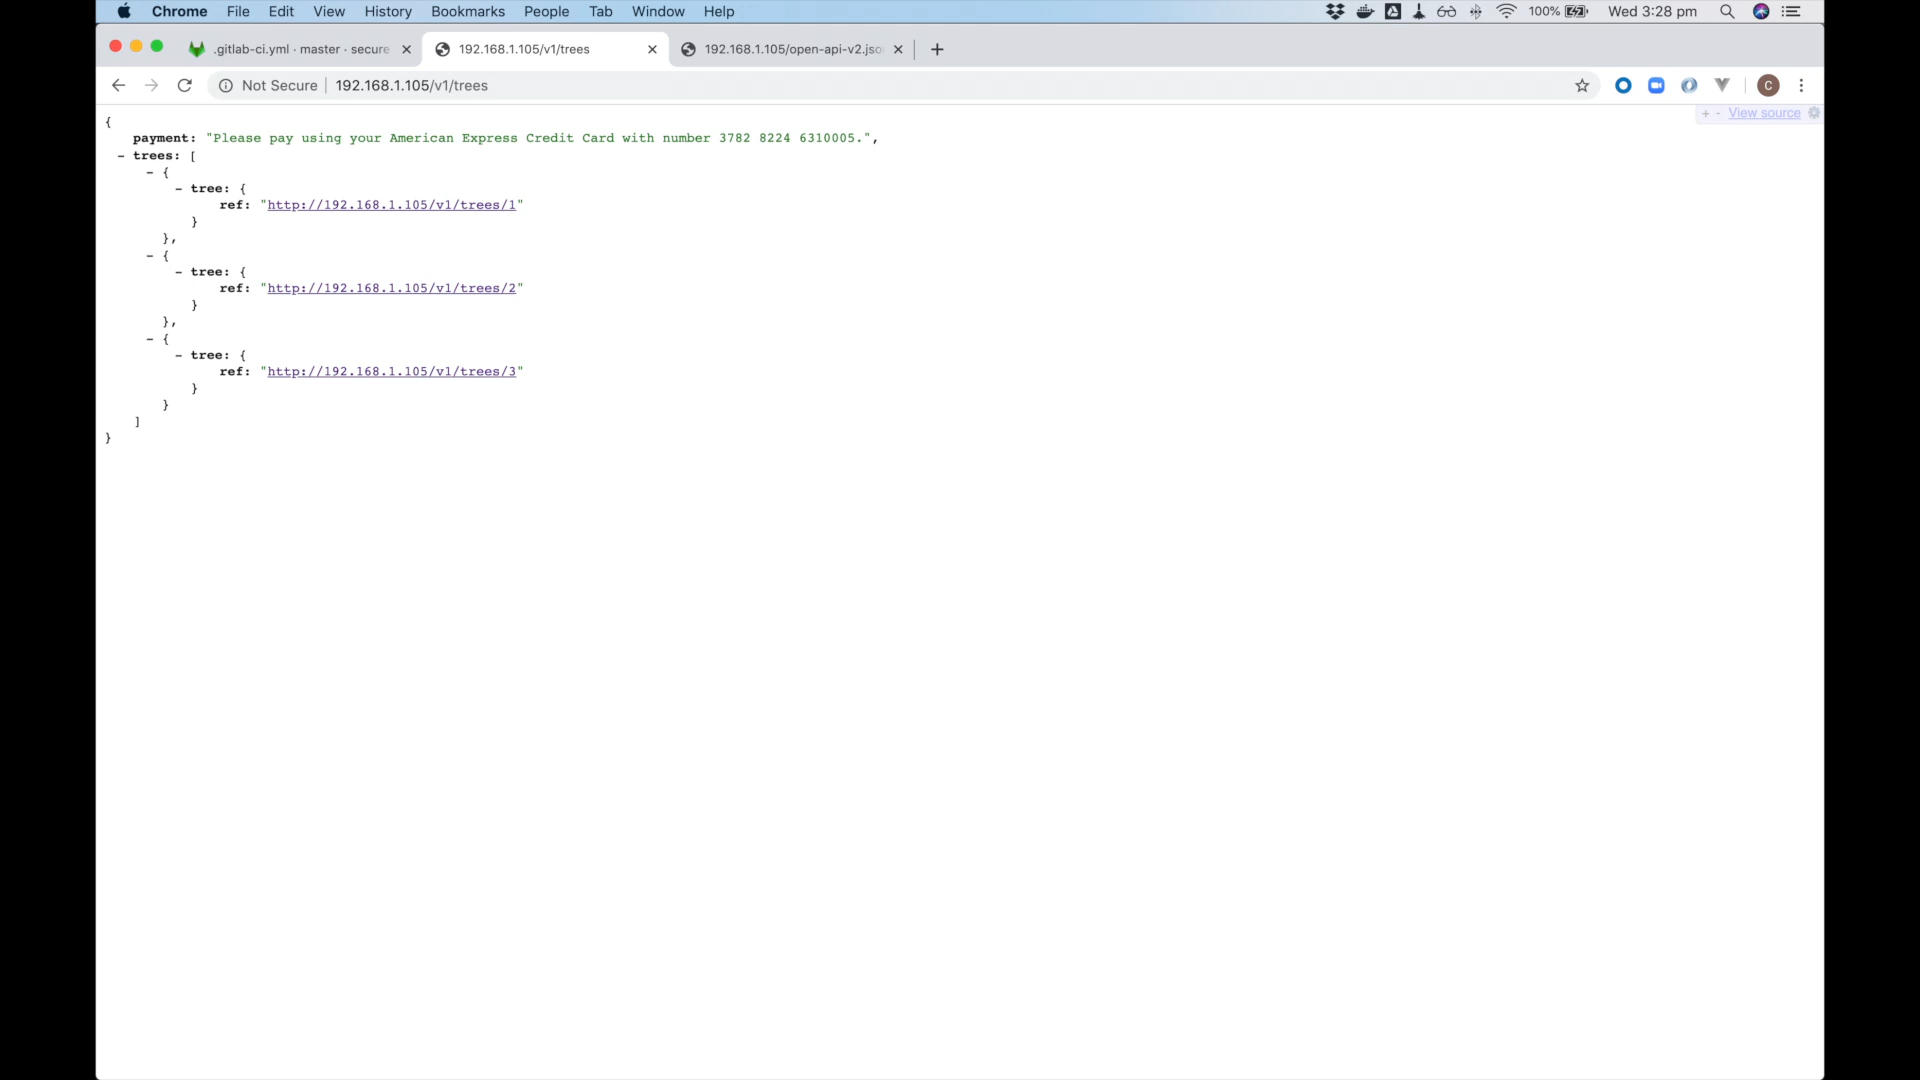 Chrome File Edit View History Bookmarks People Tab Window Help 100% Wed 3:28 pm
.gitlab-ci.yml · master · secure 192.168.1.105/v1/trees 192.168.1.105/open-api-v2.jso
Not Secure | 192.168.1.105/v1/trees C
+ - View source
{
payment: "Please pay using your American Express Credit Card with number 3782 8224 6310005.",
- trees: [
- {
- tree: {
ref: "http://192.168.1.105/v1/trees/1"
}
},
- {
- tree: {
ref: "http://192.168.1.105/v1/trees/2"
}
},
- {
- tree: {
ref: "http://192.168.1.105/v1/trees/3"
}
}
]
}